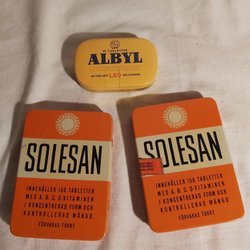 ALBYL
SOLESAN
INNEHÅLLER 150 TABLETTER
MED A, B, C, D-VITAMINER
I KONCENTRERAD FORM OCH
KONTROLLERAD MÄNGD
FÖRVARAS TORRT
SOLESAN
INNEHÅLLER 150 TABLETTER
MED A, B, C, D-VITAMINER
I KONCENTRERAD FORM OCH
KONTROLLERAD MÄNGD
FÖRVARAS TORRT